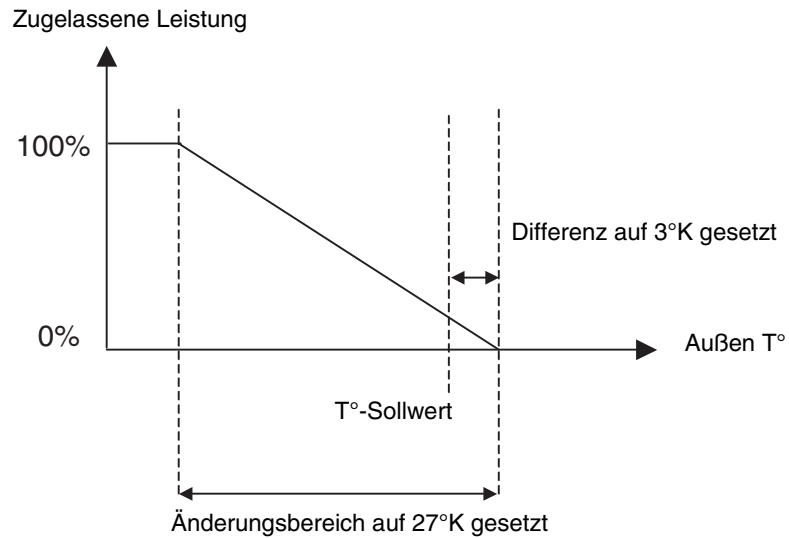 Zugelassene Leistung
100%
Differenz auf 3°K gesetzt
0%
Außen T°
T°-Sollwert
Änderungsbereich auf 27°K gesetzt